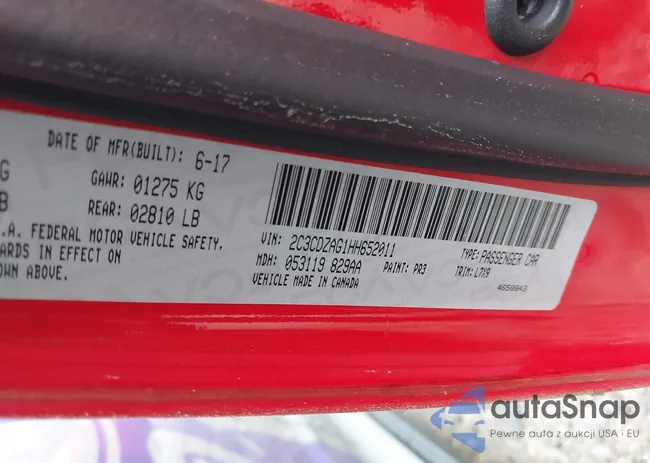 DATE OF MFR(BUILT): 6-17
G GAWR: 01275 KG
B REAR: 02810 LB
.A. FEDERAL MOTOR VEHICLE SAFETY,
ARDS IN EFFECT ON
OWN ABOVE.
VIN: 2C3CDZAG1HH652011 TYPE: PASSENGER CAR
MDH: 053119 829AA PAINT: PR3 TRIM: L7X9
VEHICLE MADE IN CANADA
4658843
autaSnap
Pewne auta z aukcji USA i EU